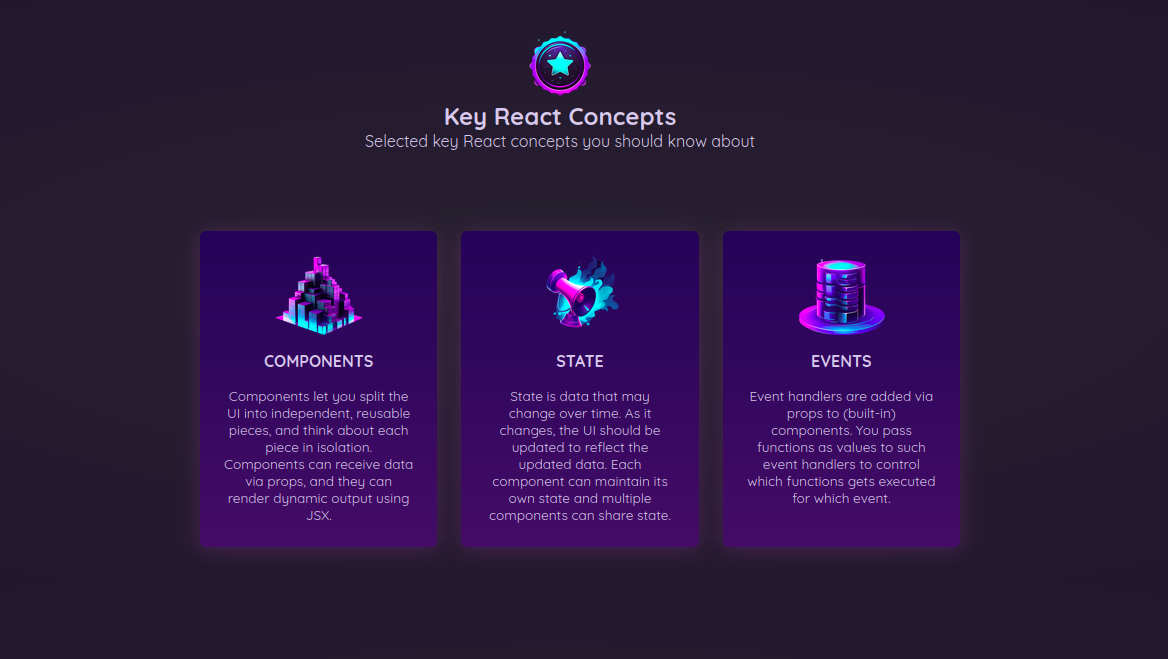 Key React Concepts
Selected key React concepts you should know about
COMPONENTS
Components let you split the
UI into independent, reusable
pieces, and think about each
piece in isolation.
Components can receive data
via props, and they can
render dynamic output using
JSX.
STATE
State is data that may
change over time. As it
changes, the UI should be
updated to reflect the
updated data. Each
component can maintain its
own state and multiple
components can share state.
EVENTS
Event handlers are added via
props to (built-in)
components. You pass
functions as values to such
event handlers to control
which functions gets executed
for which event.